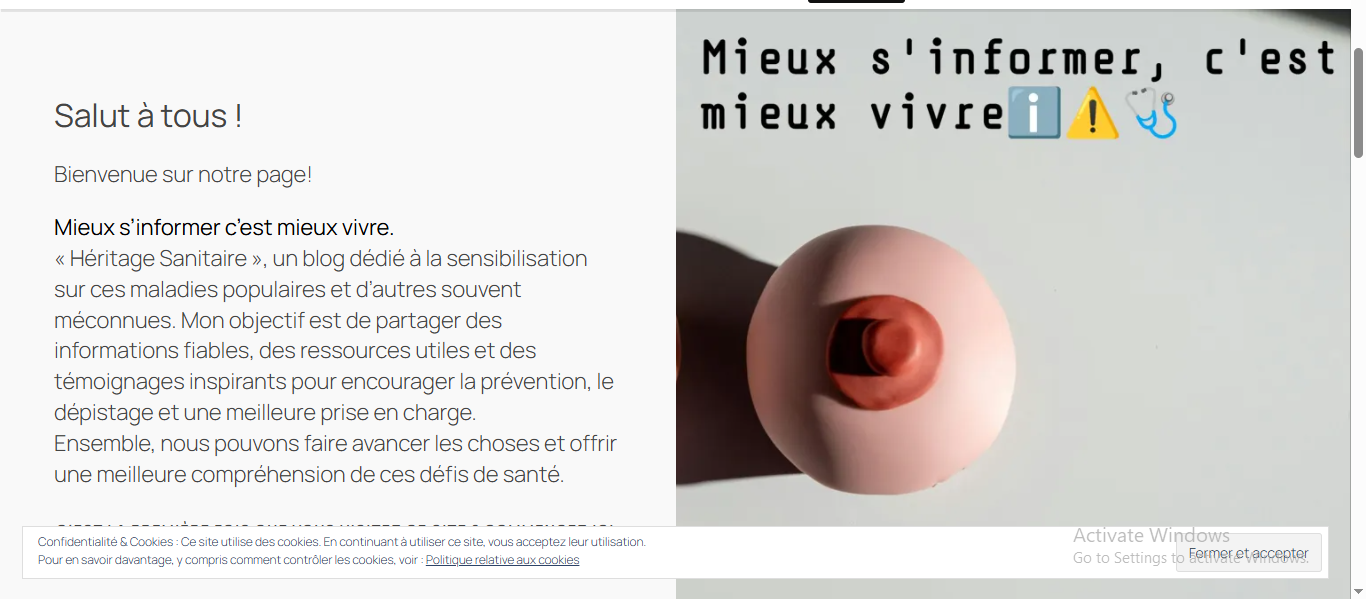 Salut à tous !
Bienvenue sur notre page!
Mieux s’informer c’est mieux vivre.
« Héritage Sanitaire », un blog dédié à la sensibilisation
sur ces maladies populaires et d’autres souvent
méconnues. Mon objectif est de partager des
informations fiables, des ressources utiles et des
témoignages inspirants pour encourager la prévention, le
dépistage et une meilleure prise en charge.
Ensemble, nous pouvons faire avancer les choses et offrir
une meilleure compréhension de ces défis de santé.
Mieux s'informer, c'est
mieux vivreℹ️⚠️🩺
Confidentialité & Cookies : Ce site utilise des cookies. En continuant à utiliser ce site, vous acceptez leur utilisation.
Pour en savoir davantage, y compris comment contrôler les cookies, voir : Politique relative aux cookies
Fermer et accepter
Activate Windows
Go to Settings to activate Windows.